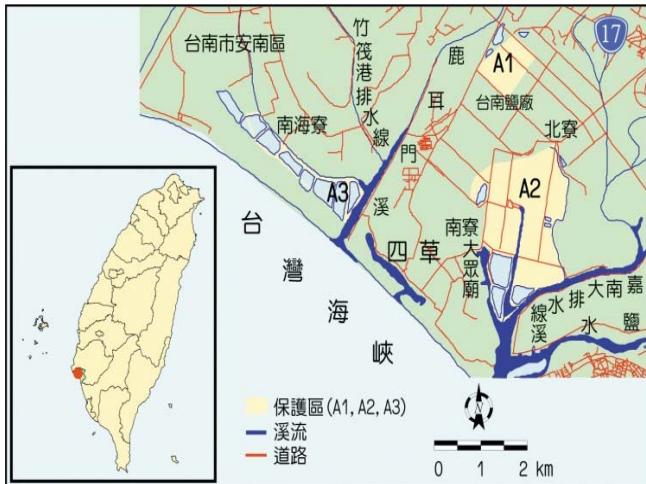 17
A1
台南市安南區
竹筏港排水線
鹿耳門溪
台南鹽廠
北寮
南海寮
A3
A2
南寮
大眾廟
四草
台灣海峽
嘉南大排水線
鹽水溪
保護區(A1, A2, A3)
溪流
道路
N
0 1 2 km